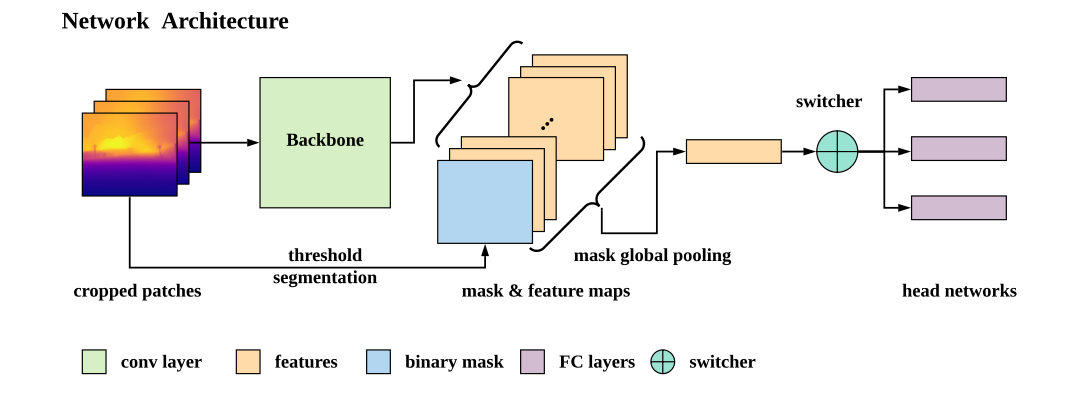 Network Architecture
switcher
Backbone
threshold
segmentation
mask global pooling
cropped patches
mask & feature maps
head networks
conv layer
features
binary mask
FC layers
switcher